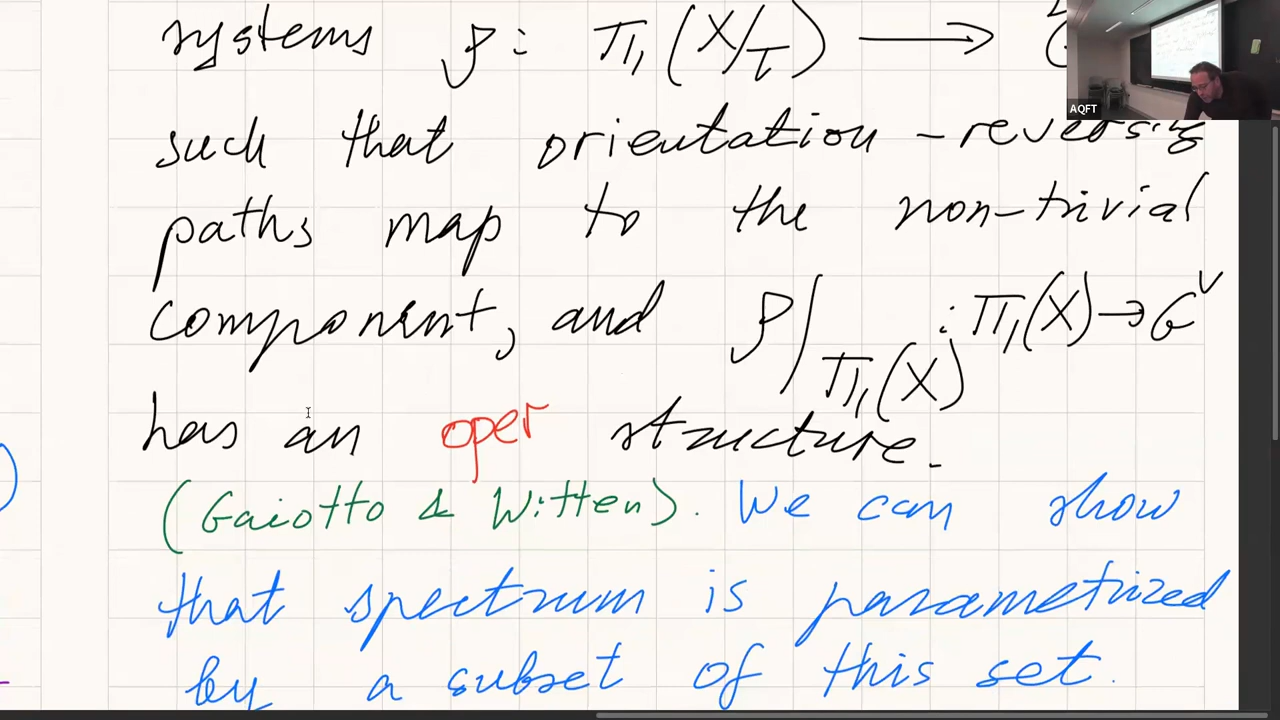 systems ρ: π₁(X/τ) ⟶
such that orientation-reversing
paths map to the non-trivial
component, and ρ|π₁(X) : π₁(X) → G^∨
has an oper structure.
(Gaiotto & Witten). We can show
that spectrum is parametrized
by a subset of this set.
AQFT